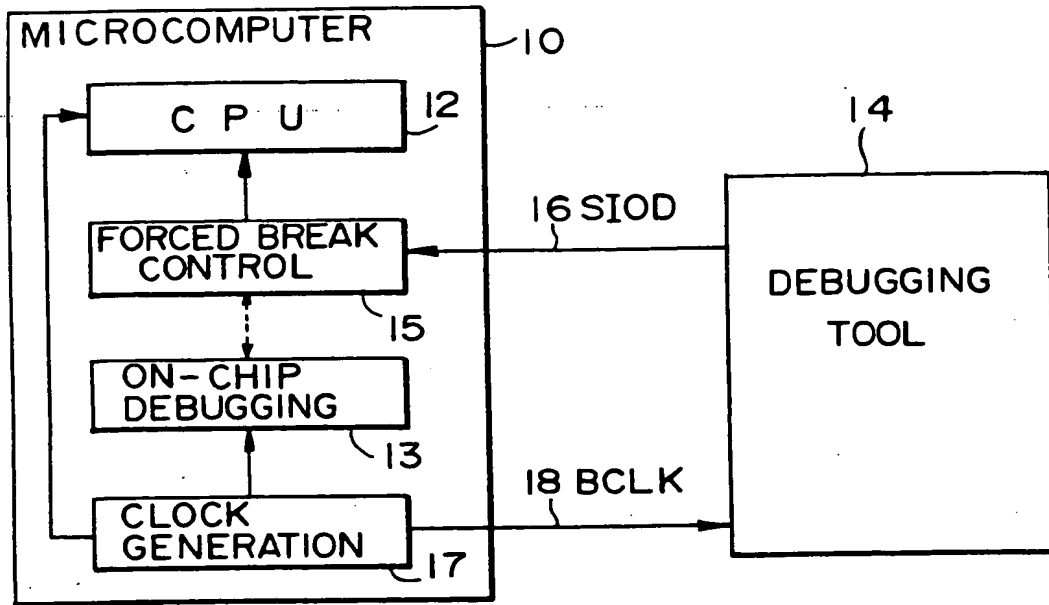 MICROCOMPUTER
10
CPU
12
14
16 SIOD
FORCED BREAK
CONTROL
15
DEBUGGING
TOOL
ON-CHIP
DEBUGGING
13
18 BCLK
CLOCK
GENERATION
17